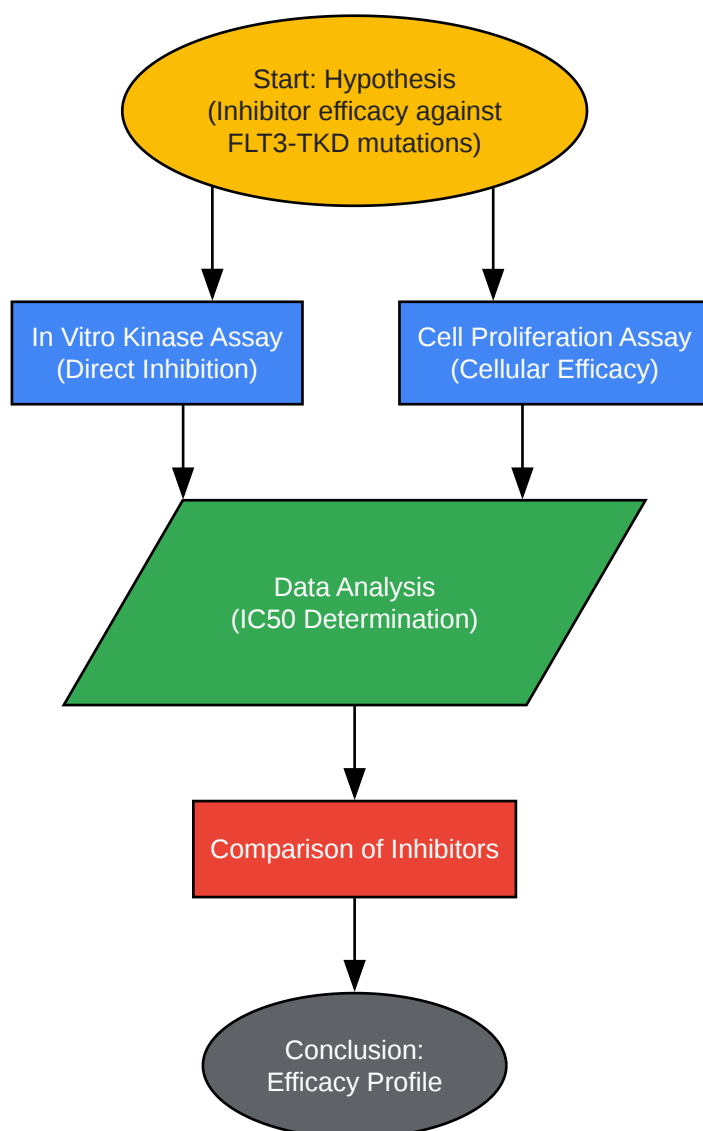 Start: Hypothesis
(Inhibitor efficacy against
FLT3-TKD mutations)
In Vitro Kinase Assay
(Direct Inhibition)
Cell Proliferation Assay
(Cellular Efficacy)
Data Analysis
(IC50 Determination)
Comparison of Inhibitors
Conclusion:
Efficacy Profile